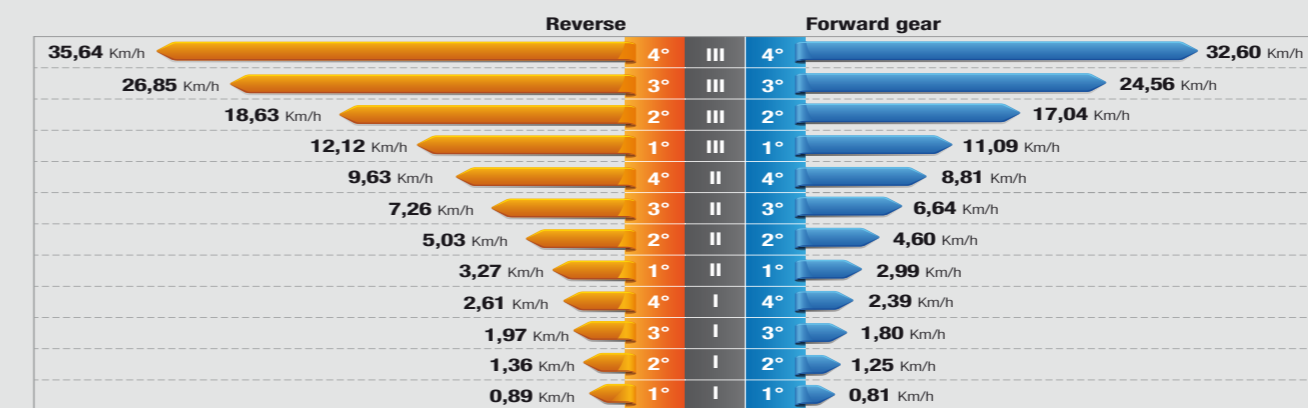 Reverse Forward gear
35,64 Km/h 4° III 4° 32,60 Km/h
26,85 Km/h 3° III 3° 24,56 Km/h
18,63 Km/h 2° III 2° 17,04 Km/h
12,12 Km/h 1° III 1° 11,09 Km/h
9,63 Km/h 4° II 4° 8,81 Km/h
7,26 Km/h 3° II 3° 6,64 Km/h
5,03 Km/h 2° II 2° 4,60 Km/h
3,27 Km/h 1° II 1° 2,99 Km/h
2,61 Km/h 4° I 4° 2,39 Km/h
1,97 Km/h 3° I 3° 1,80 Km/h
1,36 Km/h 2° I 2° 1,25 Km/h
0,89 Km/h 1° I 1° 0,81 Km/h